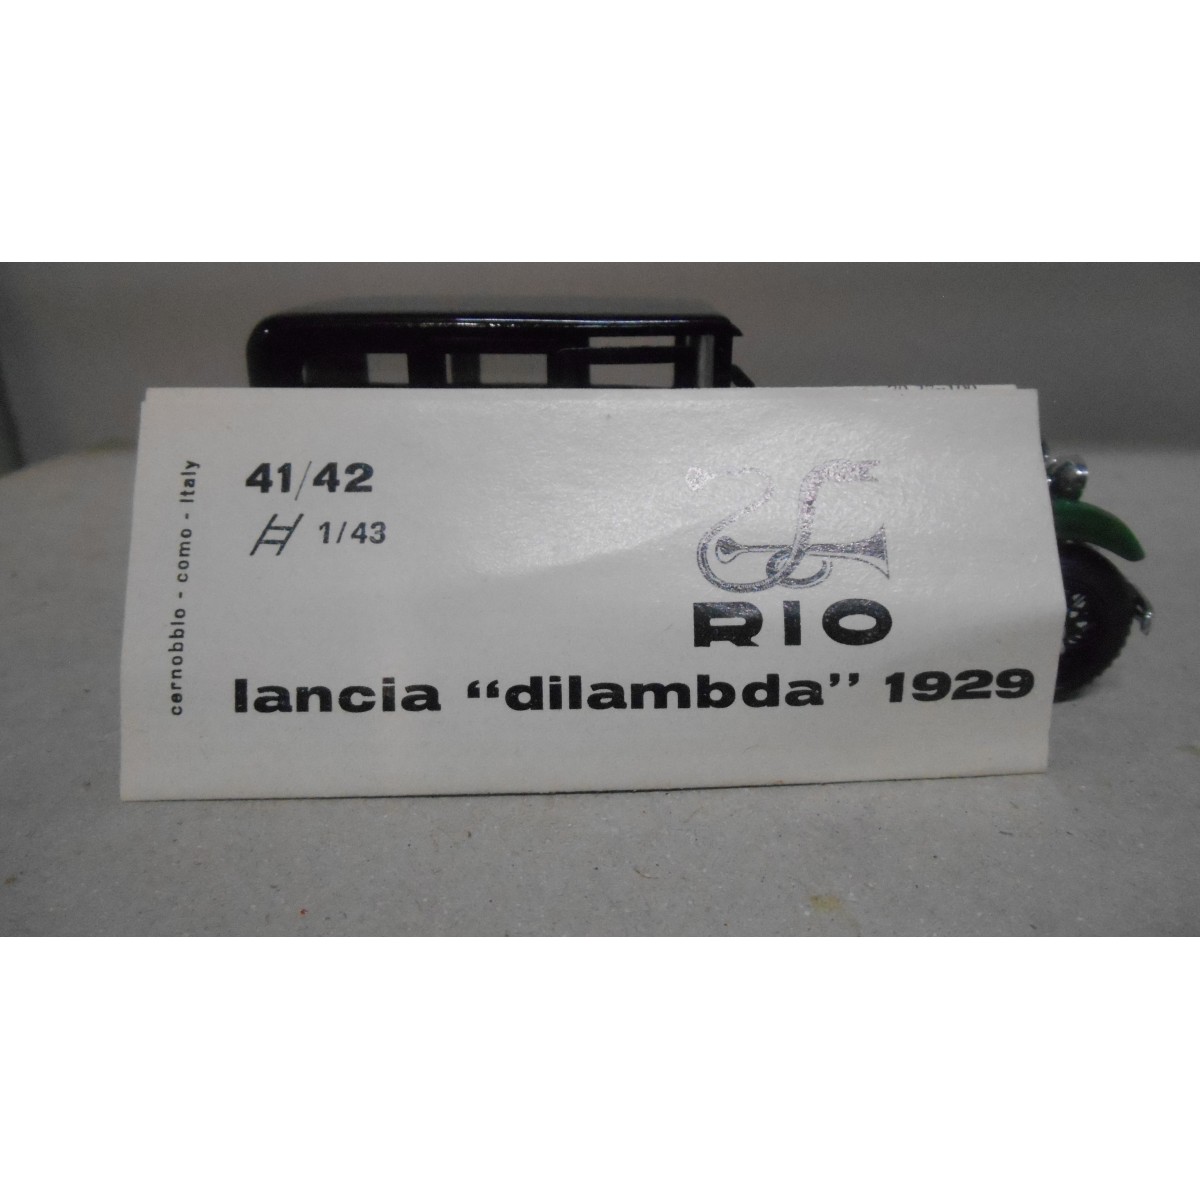 41/42
1/43
cernobbio - como - Italy
RIO
lancia “dilambda” 1929